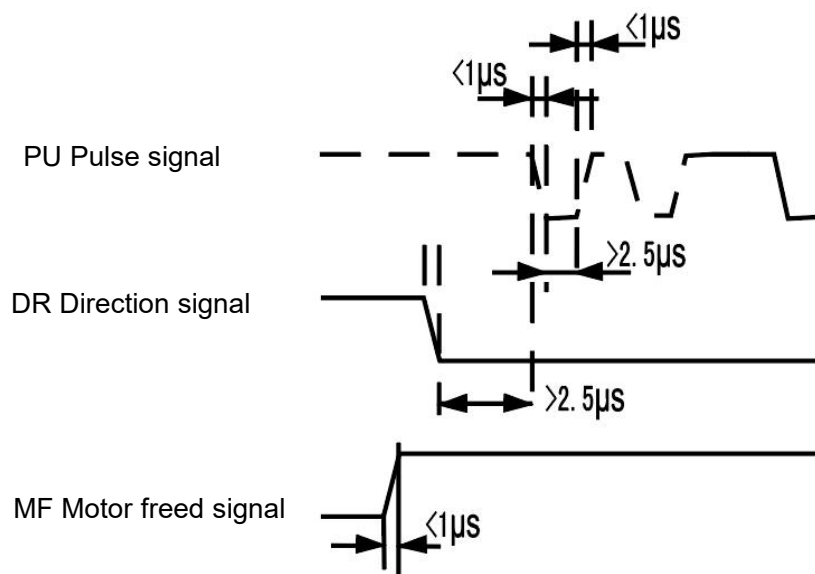 <1μs
<1μs
PU Pulse signal
>2.5μs
DR Direction signal
>2.5μs
MF Motor freed signal
<1μs